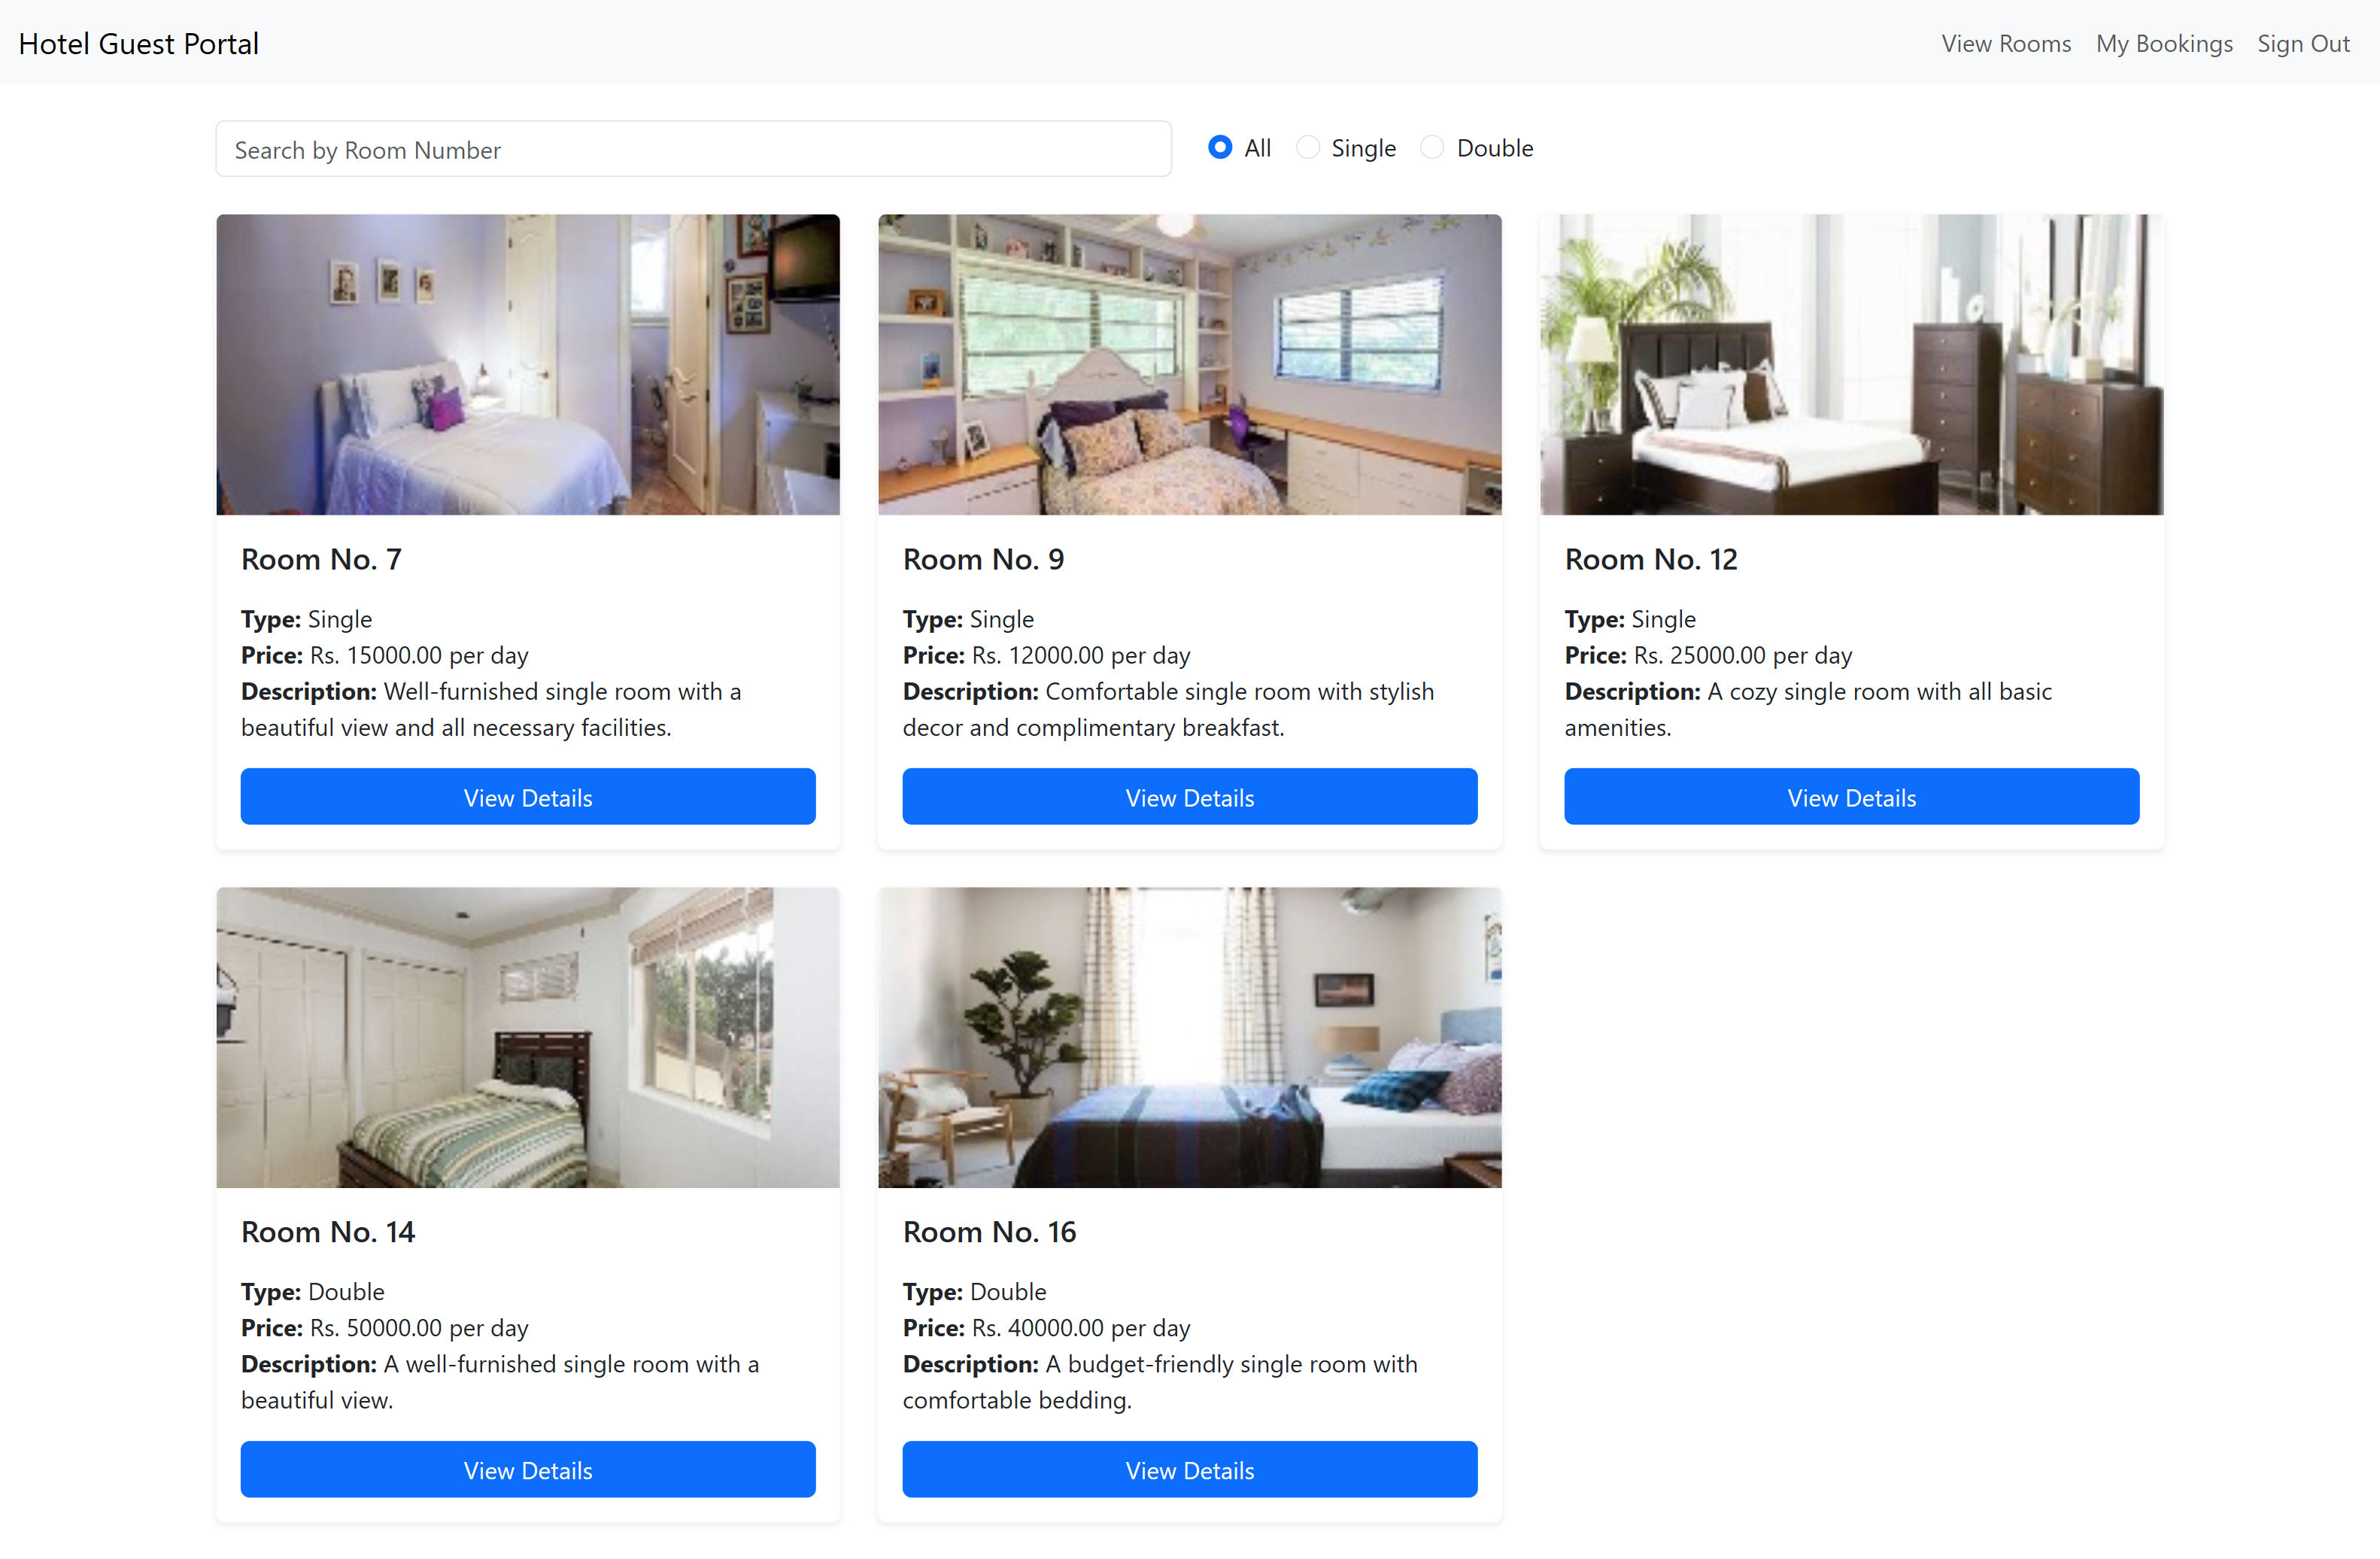 Hotel Guest Portal
View Rooms
My Bookings
Sign Out
Search by Room Number
All
Single
Double
Room No. 7
Type: Single
Price: Rs. 15000.00 per day
Description: Well-furnished single room with a
beautiful view and all necessary facilities.
View Details
Room No. 9
Type: Single
Price: Rs. 12000.00 per day
Description: Comfortable single room with stylish
decor and complimentary breakfast.
View Details
Room No. 12
Type: Single
Price: Rs. 25000.00 per day
Description: A cozy single room with all basic
amenities.
View Details
Room No. 14
Type: Double
Price: Rs. 50000.00 per day
Description: A well-furnished single room with a
beautiful view.
View Details
Room No. 16
Type: Double
Price: Rs. 40000.00 per day
Description: A budget-friendly single room with
comfortable bedding.
View Details